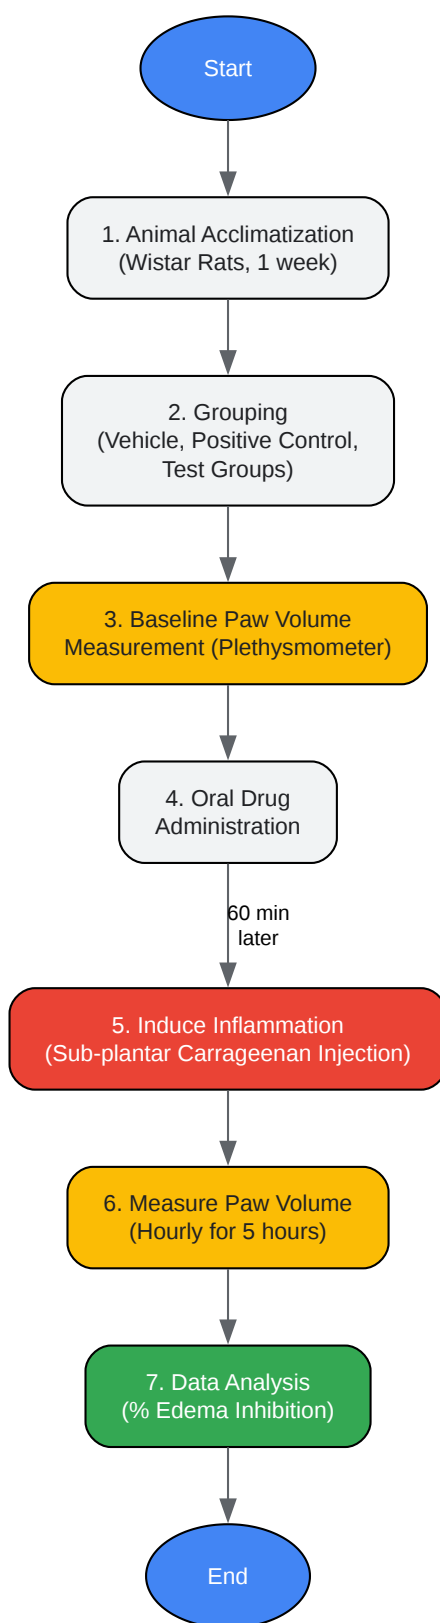 Start
1. Animal Acclimatization
(Wistar Rats, 1 week)
2. Grouping
(Vehicle, Positive Control,
Test Groups)
3. Baseline Paw Volume
Measurement (Plethysmometer)
4. Oral Drug
Administration
60 min
later
5. Induce Inflammation
(Sub-plantar Carrageenan Injection)
6. Measure Paw Volume
(Hourly for 5 hours)
7. Data Analysis
(% Edema Inhibition)
End